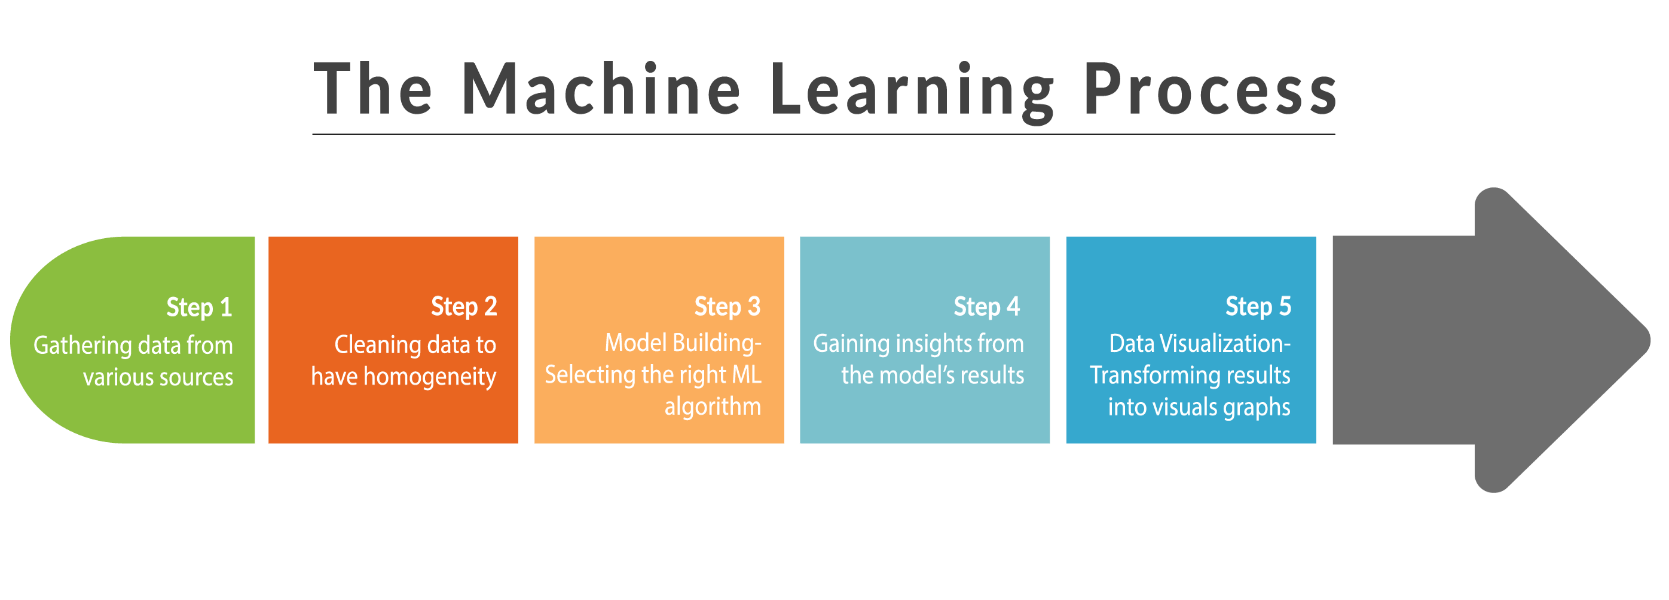 The Machine Learning Process
Step 1
Gathering data from
various sources
Step 2
Cleaning data to
have homogeneity
Step 3
Model Building-
Selecting the right ML
algorithm
Step 4
Gaining insights from
the model’s results
Step 5
Data Visualization-
Transforming results
into visuals graphs